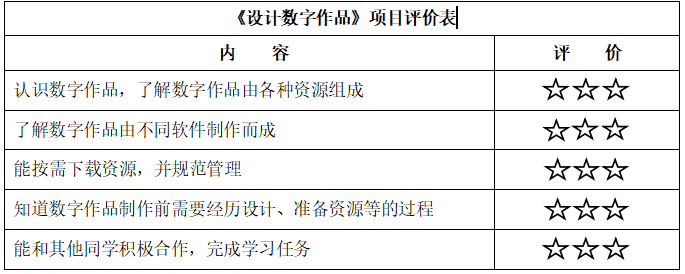 《设计数字作品》项目评价表
内 容 评 价
认识数字作品，了解数字作品由各种资源组成 ☆☆☆
了解数字作品由不同软件制作而成 ☆☆☆
能按需下载资源，并规范管理 ☆☆☆
知道数字作品制作前需要经历设计、准备资源等的过程 ☆☆☆
能和其他同学积极合作，完成学习任务 ☆☆☆